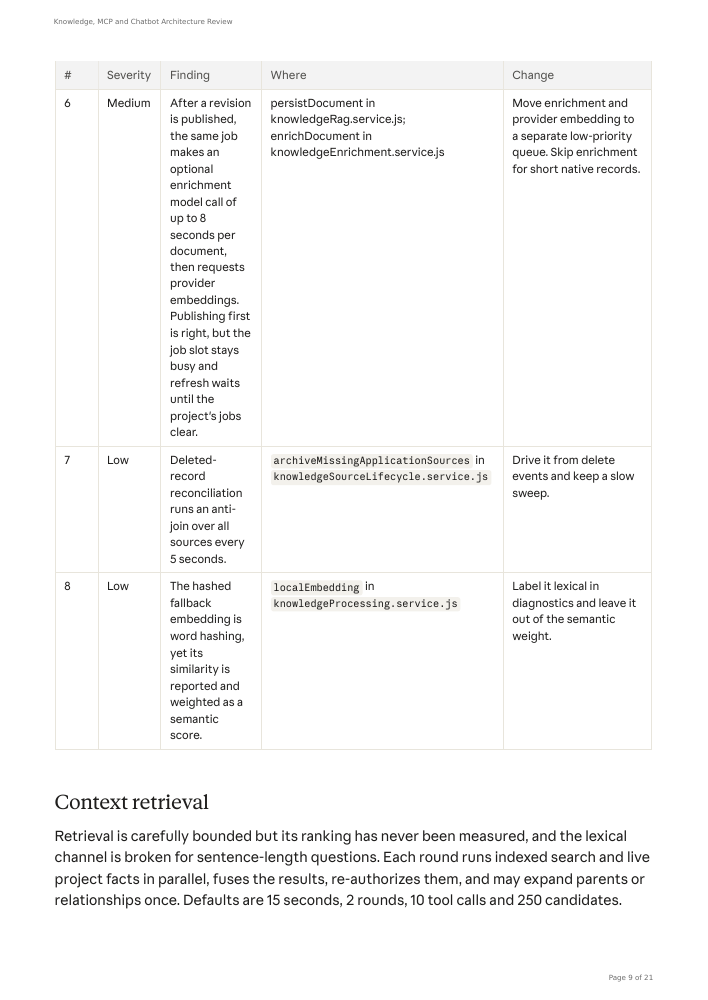 Knowledge, MCP and Chatbot Architecture Review
# Severity Finding Where Change
6 Medium After a revision
is published,
the same job
makes an
optional
enrichment
model call of
up to 8
seconds per
document,
then requests
provider
embeddings.
Publishing first
is right, but the
job slot stays
busy and
refresh waits
until the
project's jobs
clear.
persistDocument in
knowledgeRag.service.js;
enrichDocument in
knowledgeEnrichment.service.js
Move enrichment and
provider embedding to
a separate low-priority
queue. Skip enrichment
for short native records.
7 Low Deleted-
record
reconciliation
runs an anti-
join over all
sources every
5 seconds.
archiveMissingApplicationSources in
knowledgeSourceLifecycle.service.js
Drive it from delete
events and keep a slow
sweep.
8 Low The hashed
fallback
embedding is
word hashing,
yet its
similarity is
reported and
weighted as a
semantic
score.
localEmbedding in
knowledgeProcessing.service.js
Label it lexical in
diagnostics and leave it
out of the semantic
weight.
Context retrieval
Retrieval is carefully bounded but its ranking has never been measured, and the lexical
channel is broken for sentence-length questions. Each round runs indexed search and live
project facts in parallel, fuses the results, re-authorizes them, and may expand parents or
relationships once. Defaults are 15 seconds, 2 rounds, 10 tool calls and 250 candidates.
Page 9 of 21